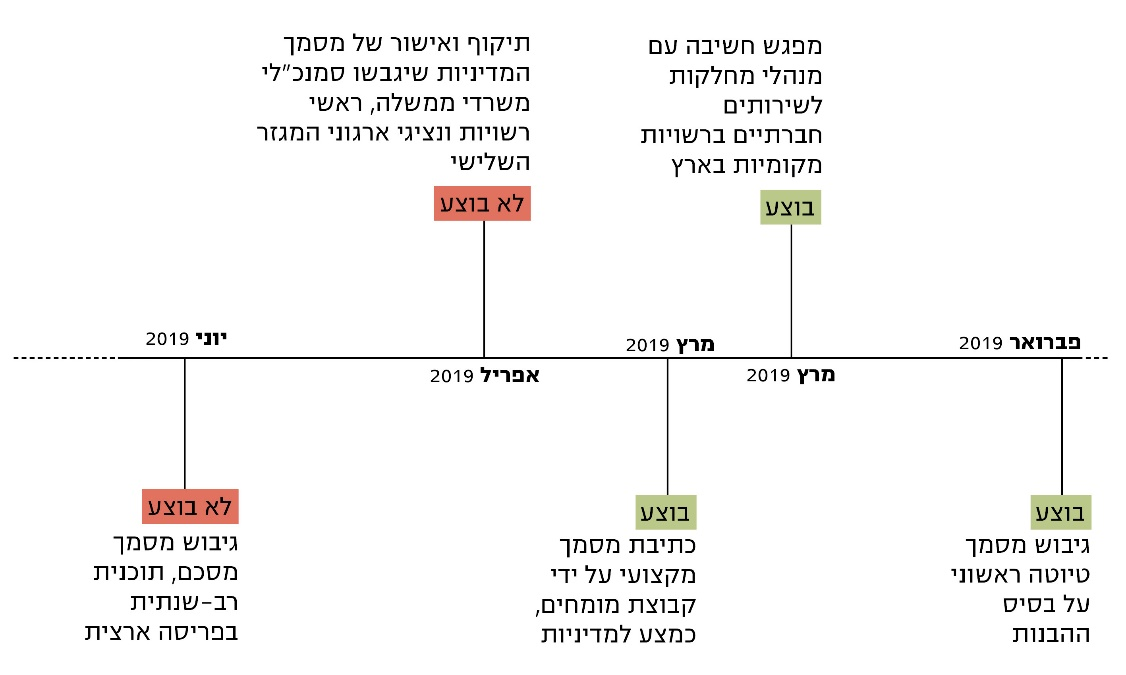 גיבוש מסמך
טיוטה ראשוני
על בסיס
ההבנות
בוצע
פברואר 2019
מפגש חשיבה עם
מנהלי מחלקות
לשירותים
חברתיים ברשויות
מקומיות בארץ
בוצע
מרץ 2019
מרץ 2019
בוצע
כתיבת מסמך
מקצועי על ידי
קבוצת מומחים,
כמצע למדיניות
תיקוף ואישור של מסמך
המדיניות שיגבשו סמנכ"לי
משרדי ממשלה, ראשי
רשויות ונציגי ארגוני המגזר
השלישי
לא בוצע
אפריל 2019
יוני 2019
לא בוצע
גיבוש מסמך
מסכם, תוכנית
רב-שנתית
בפריסה ארצית